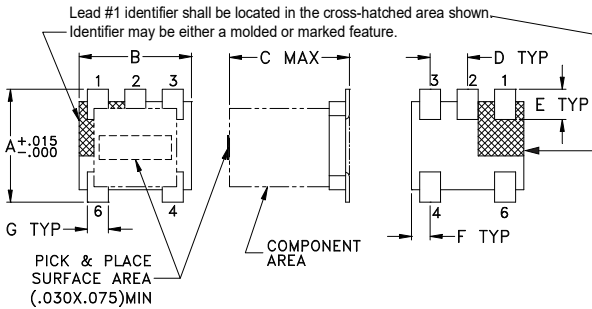 Lead #1 identifier shall be located in the cross-hatched area shown.
Identifier may be either a molded or marked feature.
B
C MAX
D TYP
1 2 3
3 2 1
E TYP
A +.015
-.000
6 4
4 6
G TYP
F TYP
PICK & PLACE
SURFACE AREA
(.030X.075)MIN
COMPONENT
AREA